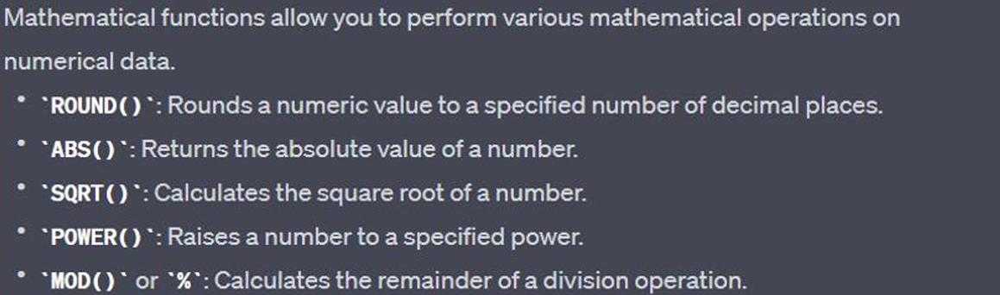 Mathematical functions allow you to perform various mathematical operations on
numerical data.
• `ROUND()`: Rounds a numeric value to a specified number of decimal places.
• `ABS()`: Returns the absolute value of a number.
• `SQRT()`: Calculates the square root of a number.
• `POWER()`: Raises a number to a specified power.
• `MOD()` or `%`: Calculates the remainder of a division operation.